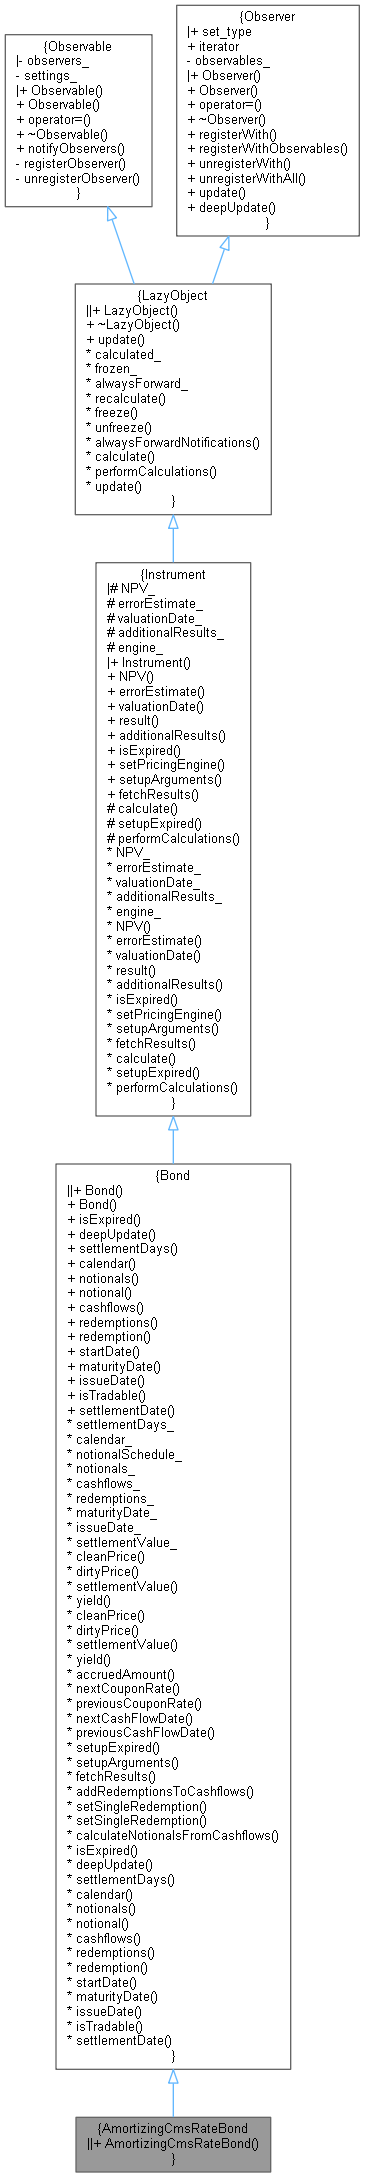 {Observable
|- observers_
- settings_
|+ Observable()
+ Observable()
+ operator=()
+ ~Observable()
+ notifyObservers()
- registerObserver()
- unregisterObserver()
}
{Observer
|+ set_type
+ iterator
- observables_
|+ Observer()
+ Observer()
+ operator=()
+ ~Observer()
+ registerWith()
+ registerWithObservables()
+ unregisterWith()
+ unregisterWithAll()
+ update()
+ deepUpdate()
}
{LazyObject
||+ LazyObject()
+ ~LazyObject()
+ update()
* calculated_
* frozen_
* alwaysForward_
* recalculate()
* freeze()
* unfreeze()
* alwaysForwardNotifications()
* calculate()
* performCalculations()
* update()
}
{Instrument
|# NPV_
# errorEstimate_
# valuationDate_
# additionalResults_
# engine_
|+ Instrument()
+ NPV()
+ errorEstimate()
+ valuationDate()
+ result()
+ additionalResults()
+ isExpired()
+ setPricingEngine()
+ setupArguments()
+ fetchResults()
# calculate()
# setupExpired()
# performCalculations()
* NPV_
* errorEstimate_
* valuationDate_
* additionalResults_
* engine_
* NPV()
* errorEstimate()
* valuationDate()
* result()
* additionalResults()
* isExpired()
* setPricingEngine()
* setupArguments()
* fetchResults()
* calculate()
* setupExpired()
* performCalculations()
}
{Bond
||+ Bond()
+ Bond()
+ isExpired()
+ deepUpdate()
+ settlementDays()
+ calendar()
+ notionals()
+ notional()
+ cashflows()
+ redemptions()
+ redemption()
+ startDate()
+ maturityDate()
+ issueDate()
+ isTradable()
+ settlementDate()
* settlementDays_
* calendar_
* notionalSchedule_
* notionals_
* cashflows_
* redemptions_
* maturityDate_
* issueDate_
* settlementValue_
* cleanPrice()
* dirtyPrice()
* settlementValue()
* yield()
* cleanPrice()
* dirtyPrice()
* settlementValue()
* yield()
* accruedAmount()
* nextCouponRate()
* previousCouponRate()
* nextCashFlowDate()
* previousCashFlowDate()
* setupExpired()
* setupArguments()
* fetchResults()
* addRedemptionsToCashflows()
* setSingleRedemption()
* setSingleRedemption()
* calculateNotionalsFromCashflows()
* isExpired()
* deepUpdate()
* settlementDays()
* calendar()
* notionals()
* notional()
* cashflows()
* redemptions()
* redemption()
* startDate()
* maturityDate()
* issueDate()
* isTradable()
* settlementDate()
}
{AmortizingCmsRateBond
||+ AmortizingCmsRateBond()
}